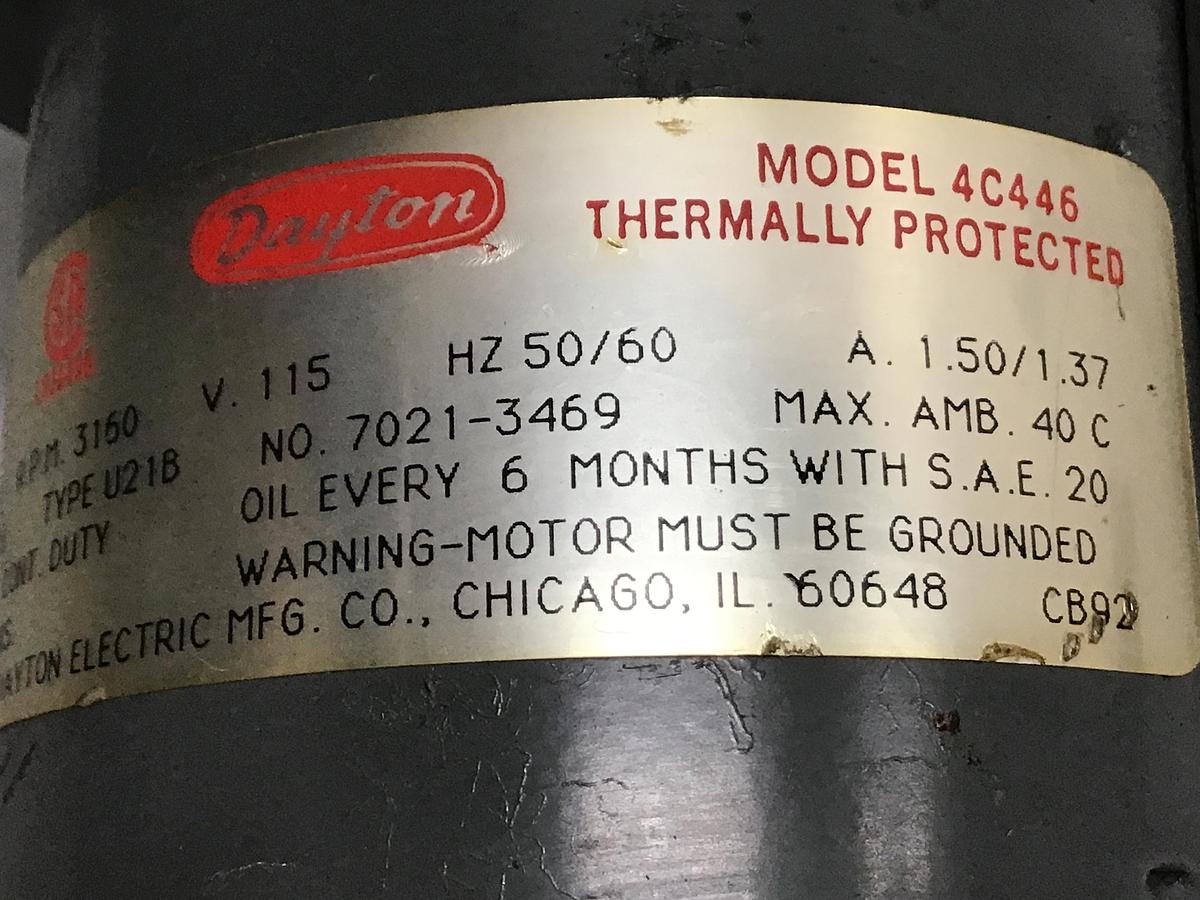 Dayton
MODEL 4C446
THERMALLY PROTECTED
V. 115 HZ 50/60 A. 1.50/1.37
R.P.M. 3160 NO. 7021-3469 MAX. AMB. 40 C
TYPE U21B OIL EVERY 6 MONTHS WITH S.A.E. 20
CONT. DUTY WARNING-MOTOR MUST BE GROUNDED
DAYTON ELECTRIC MFG. CO., CHICAGO, IL. 60648 CB92